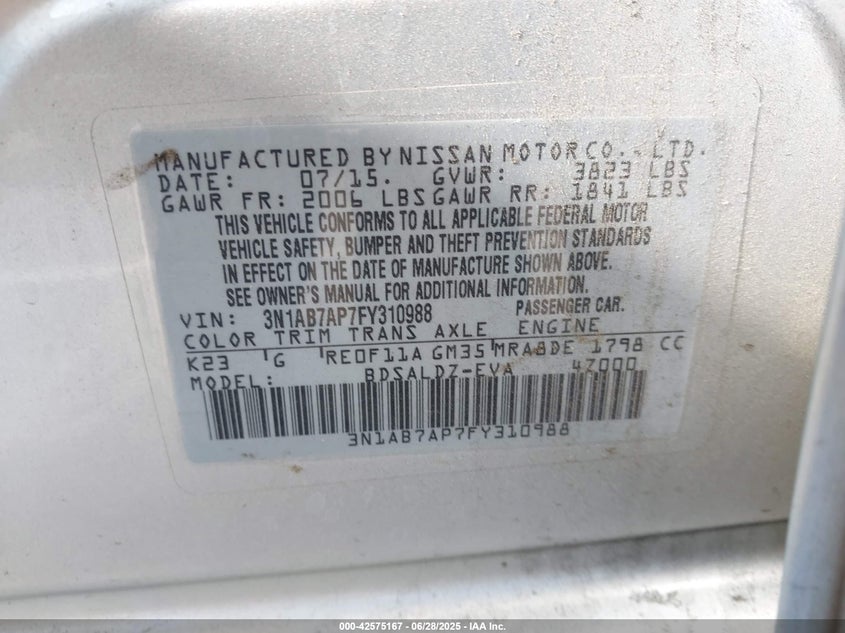 MANUFACTURED BY NISSAN MOTOR CO., LTD.
DATE: 07/15. GVWR: 3823 LBS
GAWR FR: 2006 LBS GAWR RR: 1841 LBS
THIS VEHICLE CONFORMS TO ALL APPLICABLE FEDERAL MOTOR
VEHICLE SAFETY, BUMPER AND THEFT PREVENTION STANDARDS
IN EFFECT ON THE DATE OF MANUFACTURE SHOWN ABOVE.
SEE OWNER'S MANUAL FOR ADDITIONAL INFORMATION.
VIN: 3N1AB7AP7FY310988 PASSENGER CAR.
COLOR TRIM TRANS AXLE ENGINE
K23 G RE0F11A GM35 MRA8DE 1798 CC
MODEL: BDSALDZ-EVA 4Z000
3N1AB7AP7FY310988
000-42575167 | 06/28/2025 - IAA Inc.